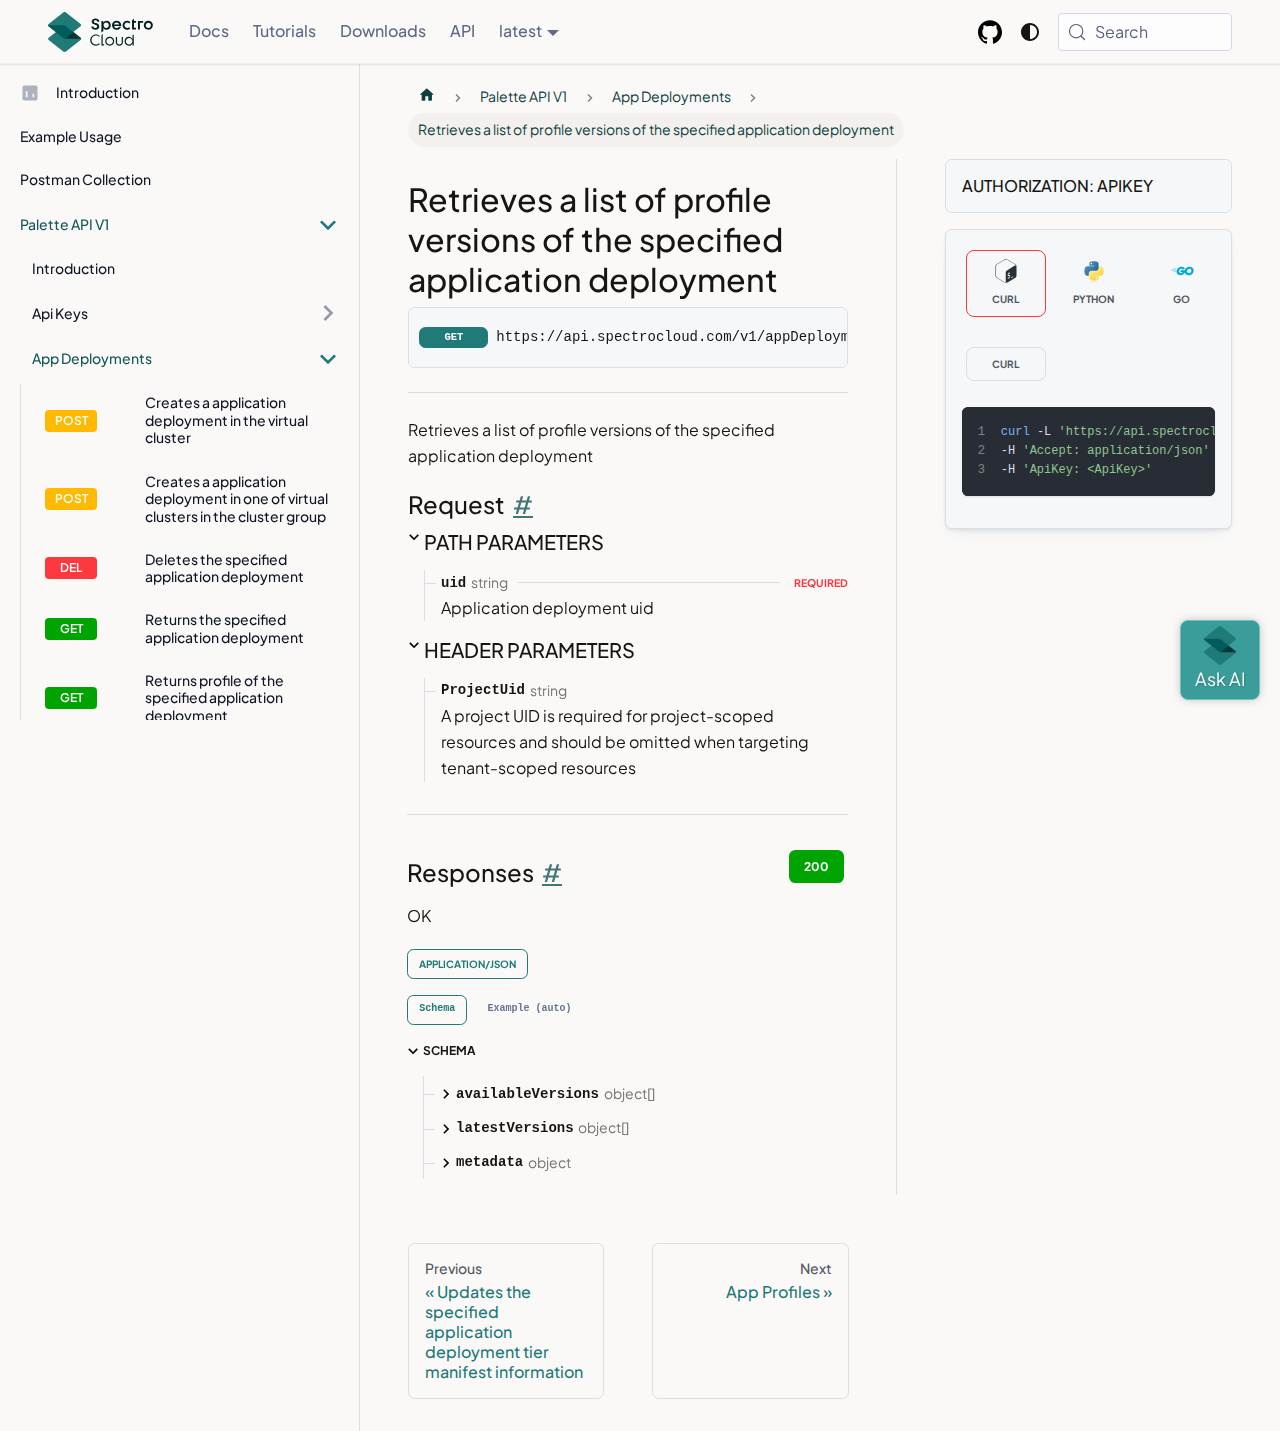 Spectro Cloud
Docs
Tutorials
Downloads
API
latest
Search
Introduction
Example Usage
Postman Collection
Palette API V1
Introduction
Api Keys
App Deployments
POST
Creates a application
deployment in the virtual
cluster
POST
Creates a application
deployment in one of virtual
clusters in the cluster group
DEL
Deletes the specified
application deployment
GET
Returns the specified
application deployment
GET
Returns profile of the
specified application
deployment
Palette API V1
App Deployments
Retrieves a list of profile versions of the specified application deployment
Retrieves a list of profile
versions of the specified
application deployment
GET https://api.spectrocloud.com/v1/appDeploym
Retrieves a list of profile versions of the specified
application deployment
Request #
PATH PARAMETERS
uid string REQUIRED
Application deployment uid
HEADER PARAMETERS
ProjectUid string
A project UID is required for project-scoped
resources and should be omitted when targeting
tenant-scoped resources
Responses #
200
OK
APPLICATION/JSON
Schema
Example (auto)
SCHEMA
availableVersions object[]
latestVersions object[]
metadata object
Previous
« Updates the
specified
application
deployment tier
manifest information
Next
App Profiles »
AUTHORIZATION: APIKEY
CURL
PYTHON
GO
CURL
1 curl -L 'https://api.spectrocl
2 -H 'Accept: application/json'
3 -H 'ApiKey: <ApiKey>'
Ask AI